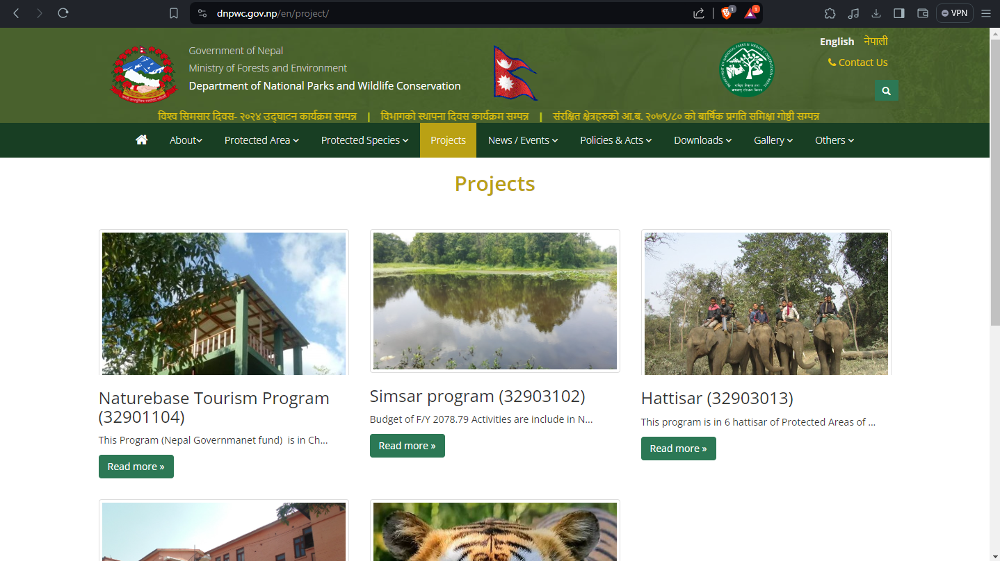 dnpwc.gov.np/en/project/
1
1
VPN
English नेपाली
Government of Nepal
Contact Us
Ministry of Forests and Environment
Department of National Parks and Wildlife Conservation
विश्व सिमसार दिवस- २०२४ उद्घाटन कार्यक्रम सम्पन्न | विभागको स्थापना दिवस कार्यक्रम सम्पन्न | संरक्षित क्षेत्रहरुको आ.ब. २०७९/८० को बार्षिक प्रगति समिक्षा गोष्ठी सम्पन्न
About Protected Area Protected Species Projects News / Events Policies & Acts Downloads Gallery Others
Projects
Naturebase Tourism Program
(32901104)
This Program (Nepal Governmanet fund) is in Ch...
Read more »
Simsar program (32903102)
Budget of F/Y 2078.79 Activities are include in N...
Read more »
Hattisar (32903013)
This program is in 6 hattisar of Protected Areas of ...
Read more »